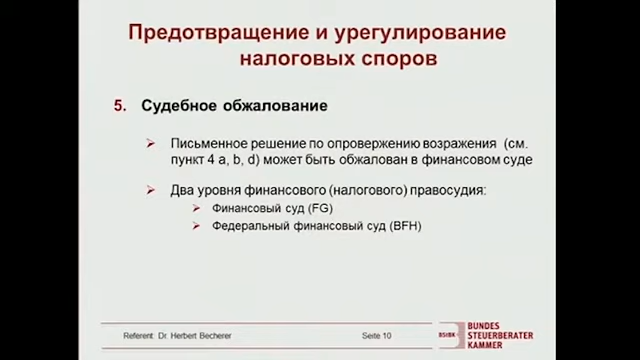 Предотвращение и урегулирование
налоговых споров
5. Судебное обжалование
Письменное решение по опровержению возражения (см.
пункт 4 a, b, d) может быть обжалован в финансовом суде
Два уровня финансового (налогового) правосудия:
Финансовый суд (FG)
Федеральный финансовый суд (BFH)
Referent: Dr. Herbert Becherer
Seite 10
BStBK
BUNDES
STEUERBERATER
KAMMER